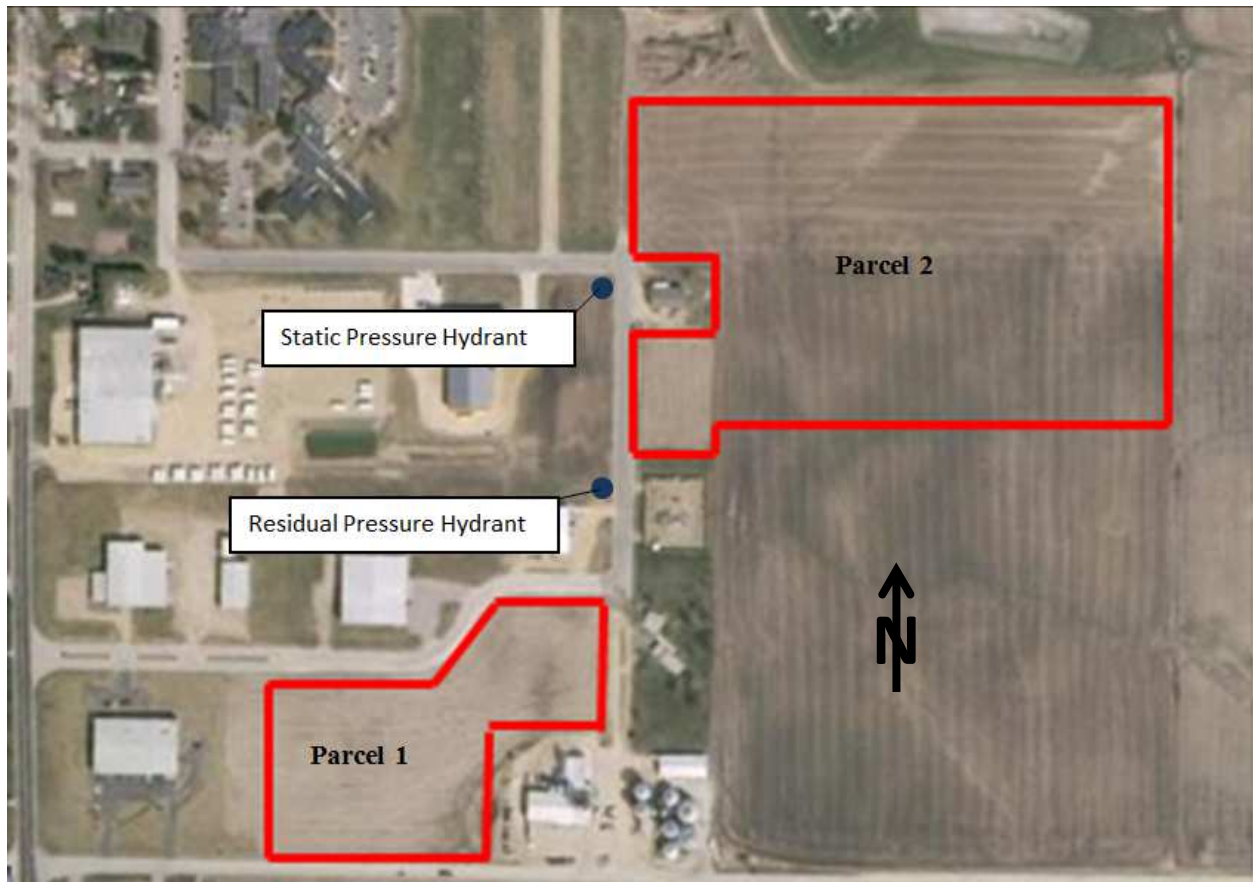 Parcel 2
Static Pressure Hydrant
Residual Pressure Hydrant
N
Parcel 1